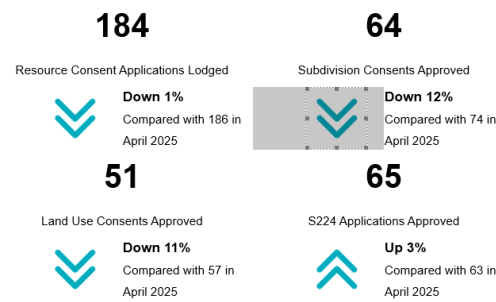 184
Resource Consent Applications Lodged
Down 1%
Compared with 186 in
April 2025
64
Subdivision Consents Approved
Down 12%
Compared with 74 in
April 2025
51
Land Use Consents Approved
Down 11%
Compared with 57 in
April 2025
65
S224 Applications Approved
Up 3%
Compared with 63 in
April 2025